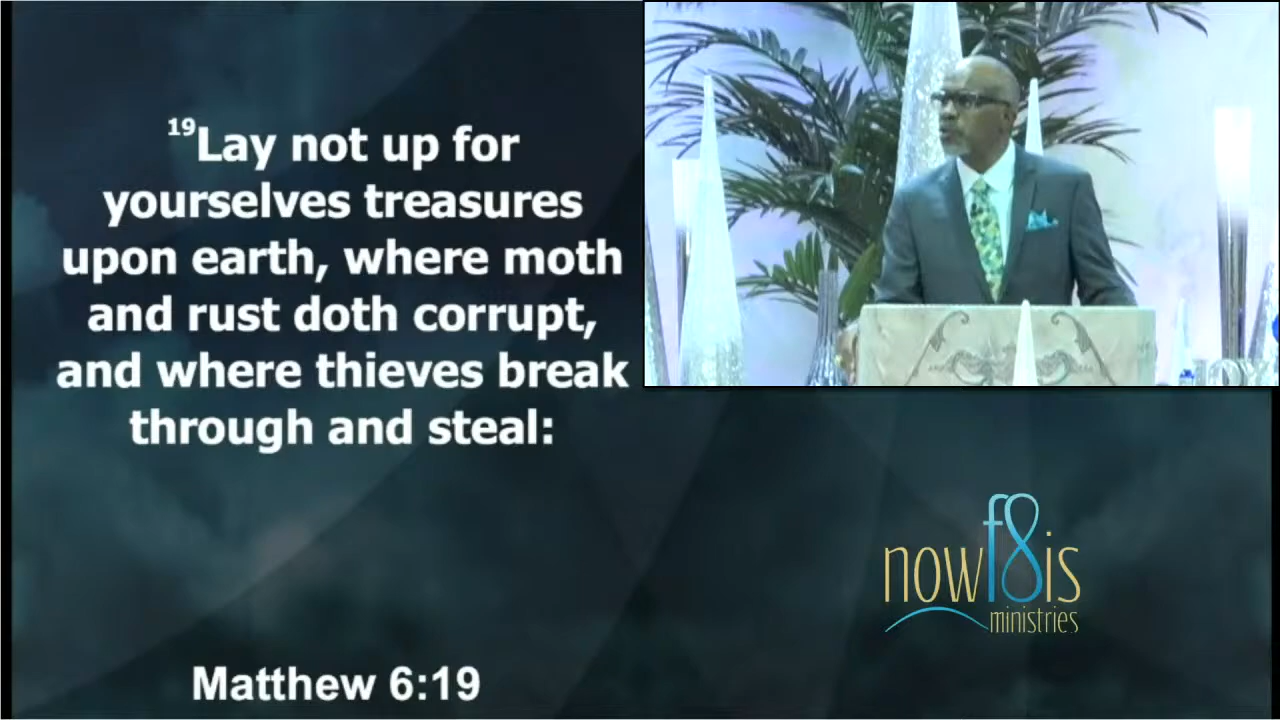 19Lay not up for
yourselves treasures
upon earth, where moth
and rust doth corrupt,
and where thieves break
through and steal:
Matthew 6:19
nowf8is
ministries